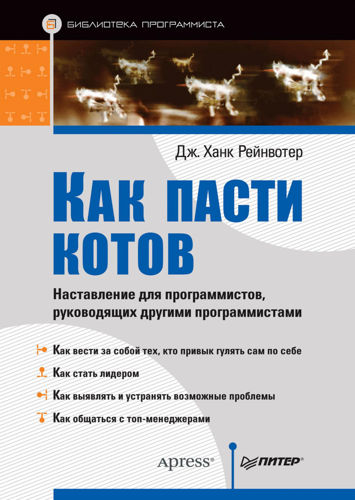 БИБЛИОТЕКА ПРОГРАММИСТА
Дж. Ханк Рейнвотер
Как пасти
котов
Наставление для программистов,
руководящих другими программистами
Как вести за собой тех, кто привык гулять сам по себе
Как стать лидером
Как выявлять и устранять возможные проблемы
Как общаться с топ-менеджерами
Apress®
ПИТЕР®